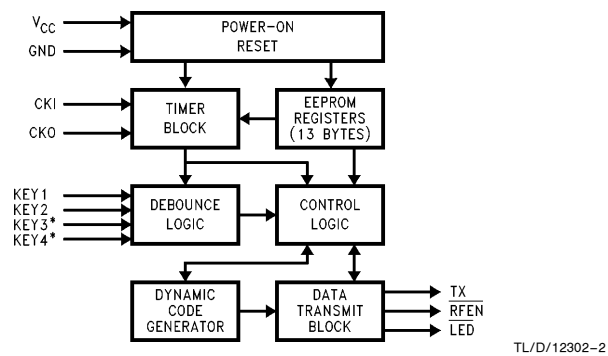 VCC
GND
POWER-ON
RESET
CKI
CKO
TIMER
BLOCK
EEPROM
REGISTERS
(13 BYTES)
KEY1
KEY2
KEY3*
KEY4*
DEBOUNCE
LOGIC
CONTROL
LOGIC
DYNAMIC
CODE
GENERATOR
DATA
TRANSMIT
BLOCK
TX
RFEN
LED
TL/D/12302-2